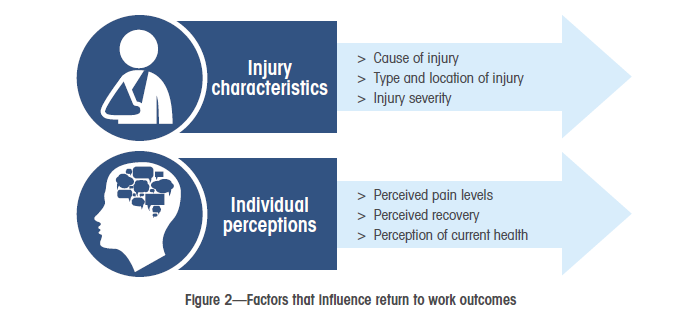 Injury
characteristics
> Cause of injury
> Type and location of injury
> Injury severity
Individual
perceptions
> Perceived pain levels
> Perceived recovery
> Perception of current health
Figure 2—Factors that influence return to work outcomes